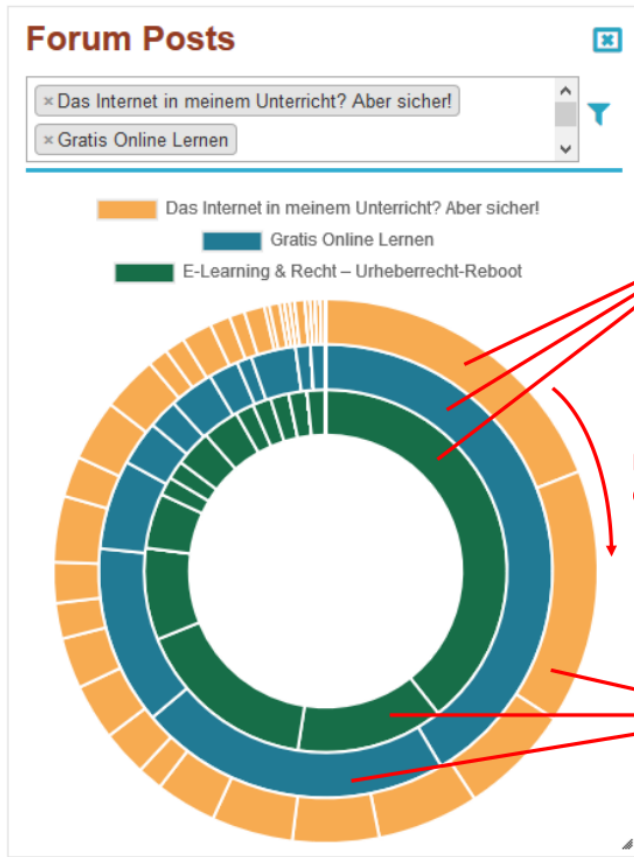 Forum Posts
× Das Internet in meinem Unterricht? Aber sicher!
× Gratis Online Lernen
Das Internet in meinem Unterricht? Aber sicher!
Gratis Online Lernen
E-Learning & Recht – Urheberrecht-Reboot